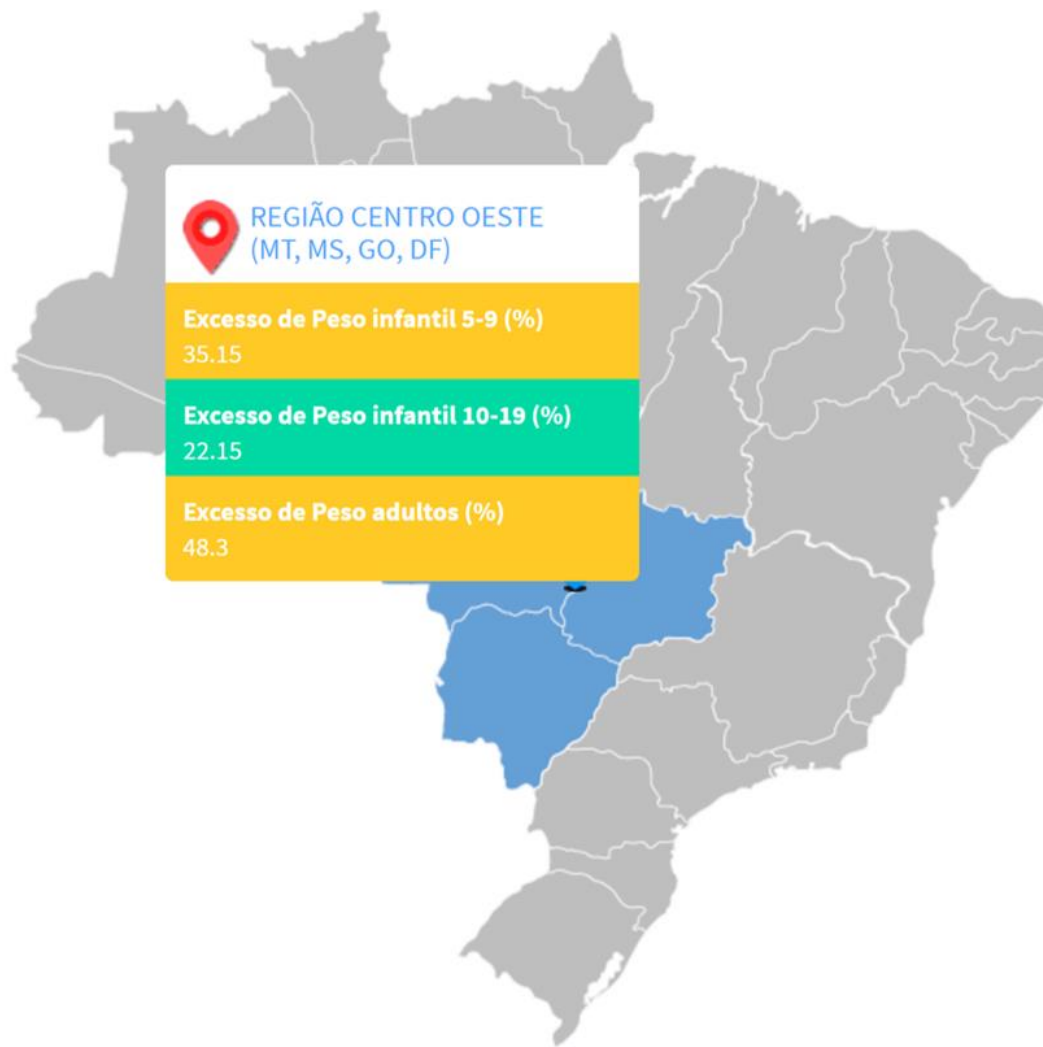 REGIÃO CENTRO OESTE
(MT, MS, GO, DF)
Excesso de Peso infantil 5-9 (%)
35.15
Excesso de Peso infantil 10-19 (%)
22.15
Excesso de Peso adultos (%)
48.3